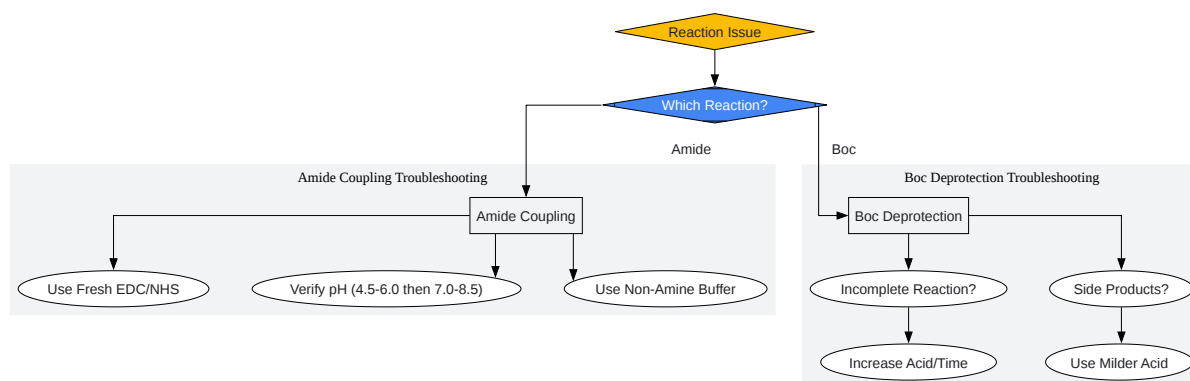 Reaction Issue
Which Reaction?
Amide
Boc
Amide Coupling Troubleshooting
Boc Deprotection Troubleshooting
Amide Coupling
Boc Deprotection
Use Fresh EDC/NHS
Verify pH (4.5-6.0 then 7.0-8.5)
Use Non-Amine Buffer
Incomplete Reaction?
Side Products?
Increase Acid/Time
Use Milder Acid